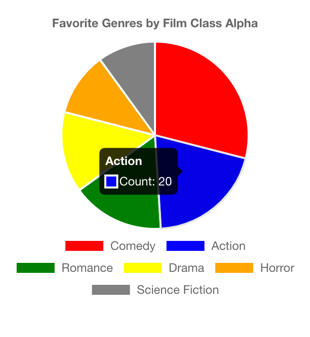 Favorite Genres by Film Class Alpha
Action
Count: 20
Comedy Action
Romance Drama Horror
Science Fiction